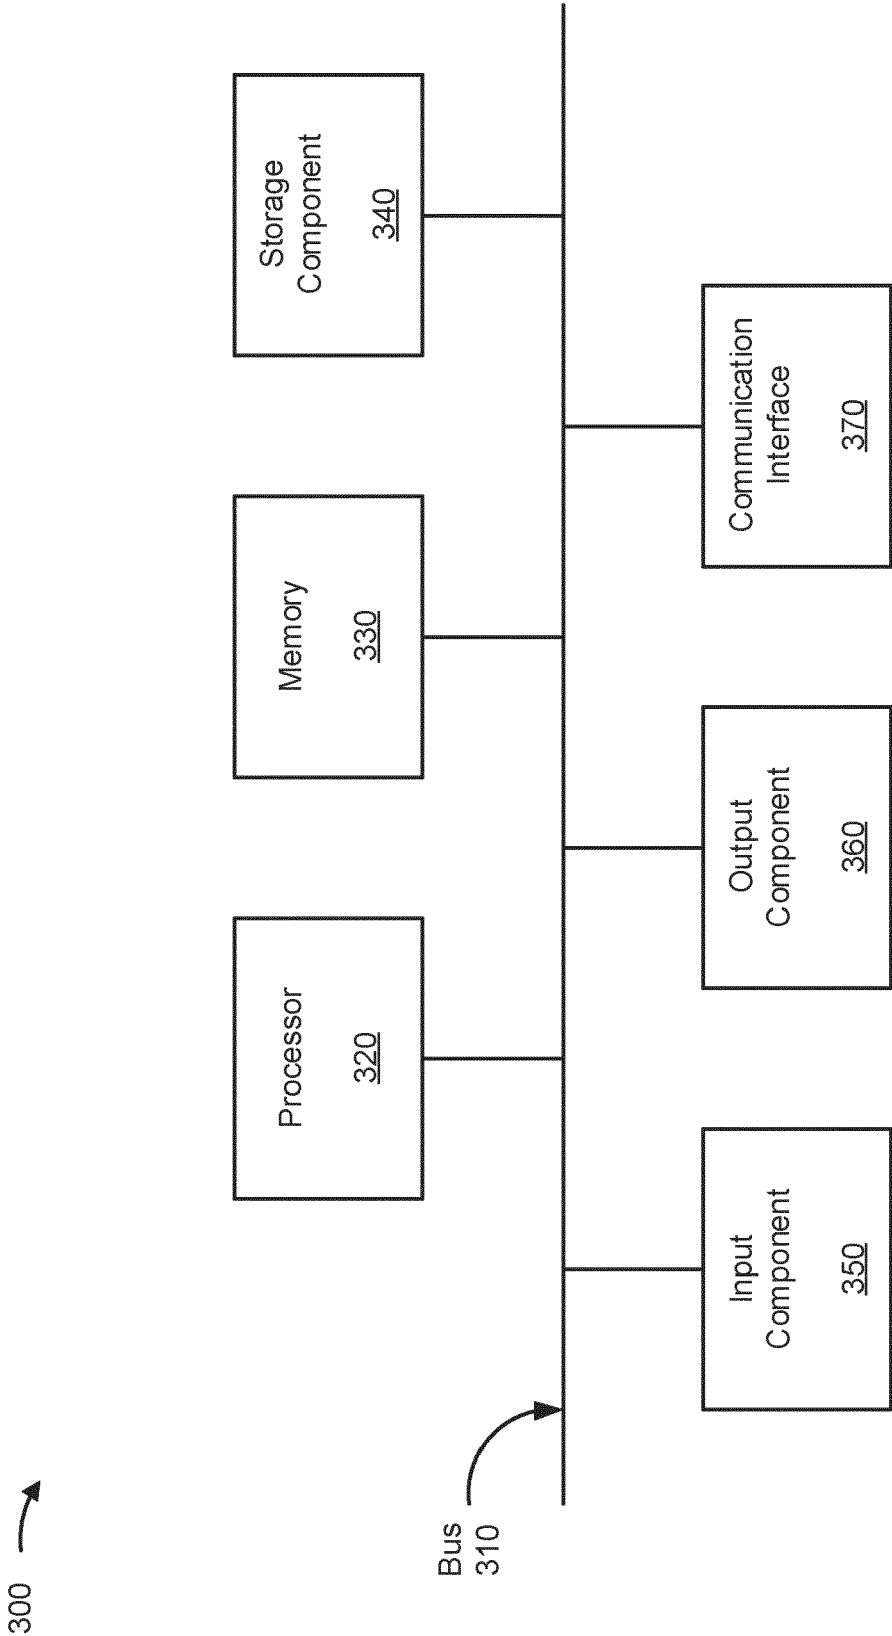 300
Processor
320
Memory
330
Storage
Component
340
Bus
310
Input
Component
350
Output
Component
360
Communication
Interface
370